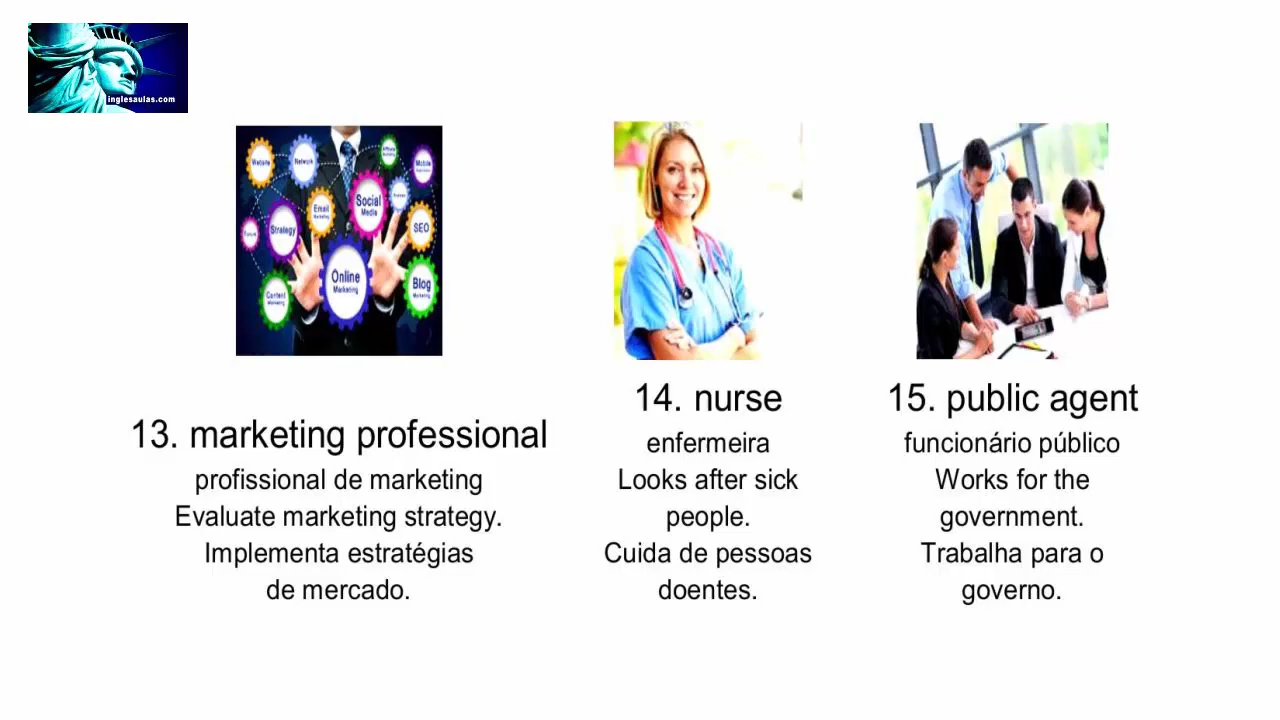 inglesaulas.com
Website
Network
Affiliate
Marketing
Mobile
Email
Marketing
Social
Media
Strategy
SEO
Online
Marketing
Content
Marketing
Blog
Marketing
13. marketing professional
profissional de marketing
Evaluate marketing strategy.
Implementa estratégias
de mercado.
14. nurse
enfermeira
Looks after sick
people.
Cuida de pessoas
doentes.
15. public agent
funcionário público
Works for the
government.
Trabalha para o
governo.